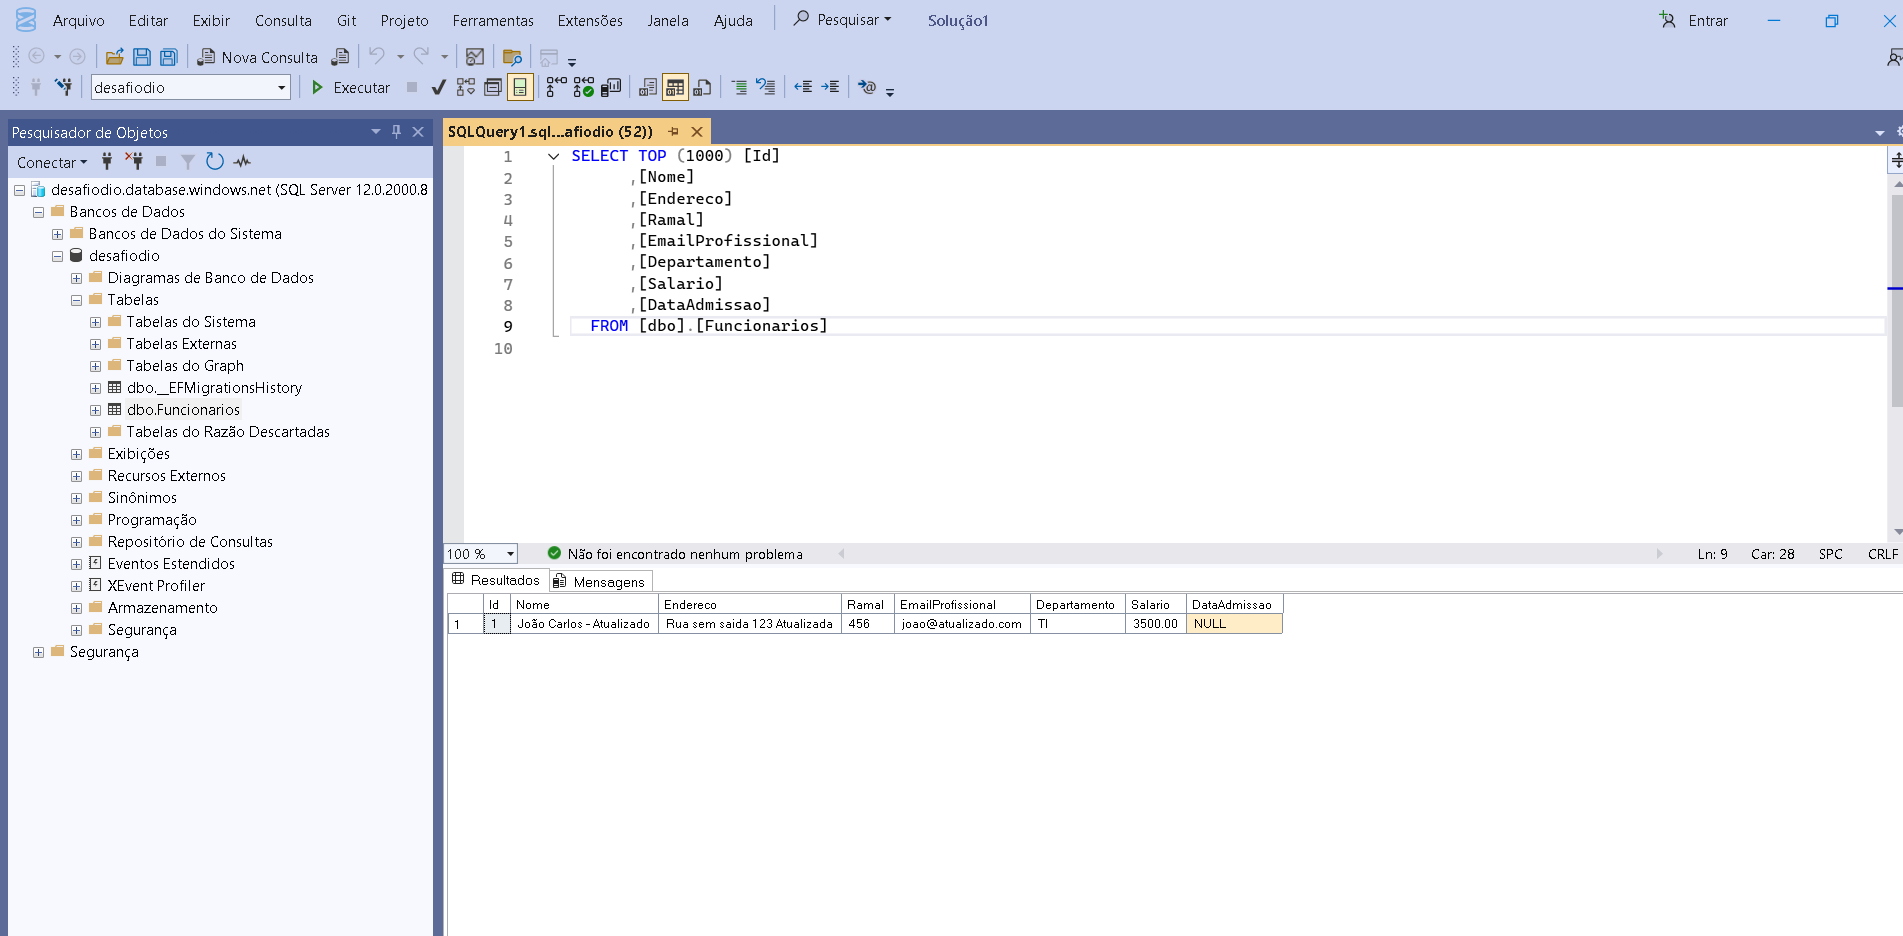 Arquivo Editar Exibir Consulta Git Projeto Ferramentas Extensões Janela Ajuda Pesquisar Solução1 Entrar
Nova Consulta
desafiodio Executar
Pesquisador de Objetos
Conectar
desafiodio.database.windows.net (SQL Server 12.0.2000.8
Bancos de Dados
Bancos de Dados do Sistema
desafiodio
Diagramas de Banco de Dados
Tabelas
Tabelas do Sistema
Tabelas Externas
Tabelas do Graph
dbo.__EFMigrationsHistory
dbo.Funcionarios
Tabelas do Razão Descartadas
Exibições
Recursos Externos
Sinônimos
Programação
Repositório de Consultas
Eventos Estendidos
XEvent Profiler
Armazenamento
Segurança
Segurança
SQLQuery1.sql...afiodio (52))
1 SELECT TOP (1000) [Id]
2 ,[Nome]
3 ,[Endereco]
4 ,[Ramal]
5 ,[EmailProfissional]
6 ,[Departamento]
7 ,[Salario]
8 ,[DataAdmissao]
9 FROM [dbo].[Funcionarios]
10
100 % Não foi encontrado nenhum problema Ln: 9 Car: 28 SPC CRLF
Resultados Mensagens
Id Nome Endereco Ramal EmailProfissional Departamento Salario DataAdmissao
1 1 João Carlos - Atualizado Rua sem saida 123 Atualizada 456 joao@atualizado.com TI 3500.00 NULL